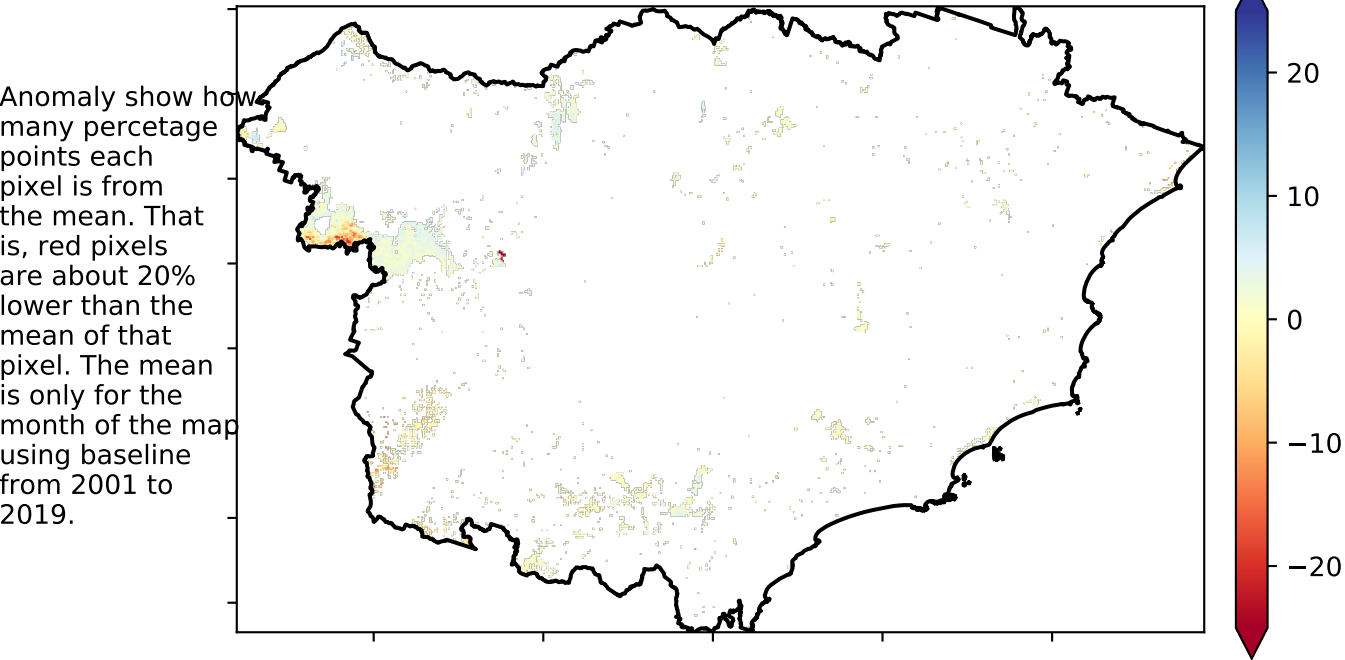 Anomaly show how
many percetage
points each
pixel is from
the mean. That
is, red pixels
are about 20%
lower than the
mean of that
pixel. The mean
is only for the
month of the map
using baseline
from 2001 to
2019.
20
10
0
−10
−20